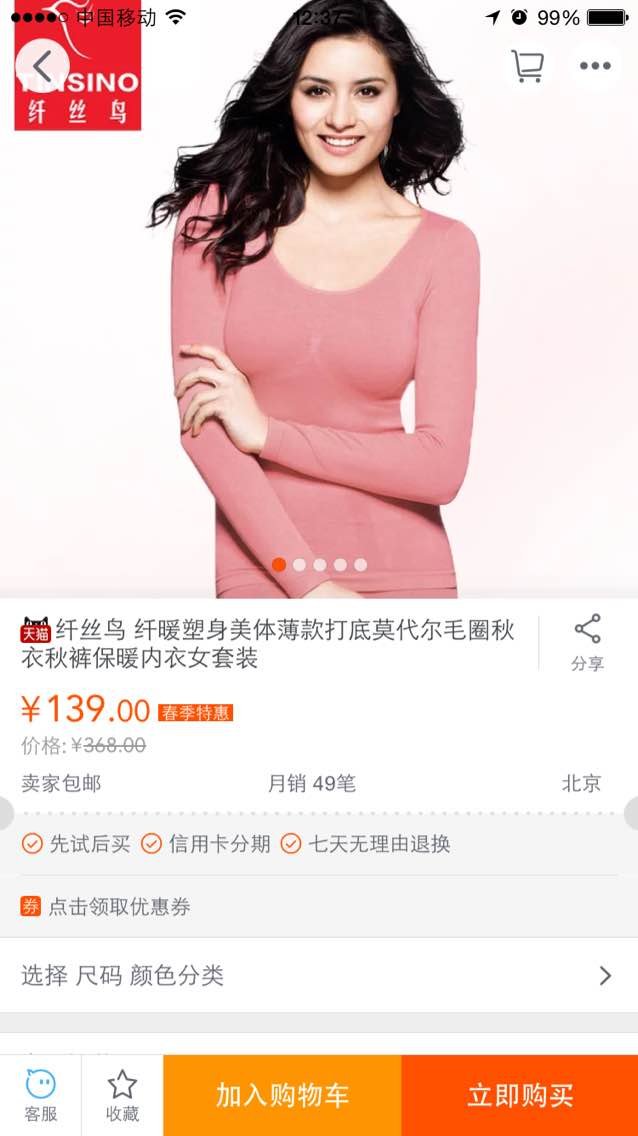 中国移动 12:37 99%
TINSINO
纤 丝 鸟
天猫 纤丝鸟 纤暖塑身美体薄款打底莫代尔毛圈秋
衣秋裤保暖内衣女套装
分享
￥139.00 春季特惠
价格:￥368.00
卖家包邮 月销 49笔 北京
先试后买 信用卡分期 七天无理由退换
券 点击领取优惠券
选择 尺码 颜色分类
客服 收藏 加入购物车 立即购买